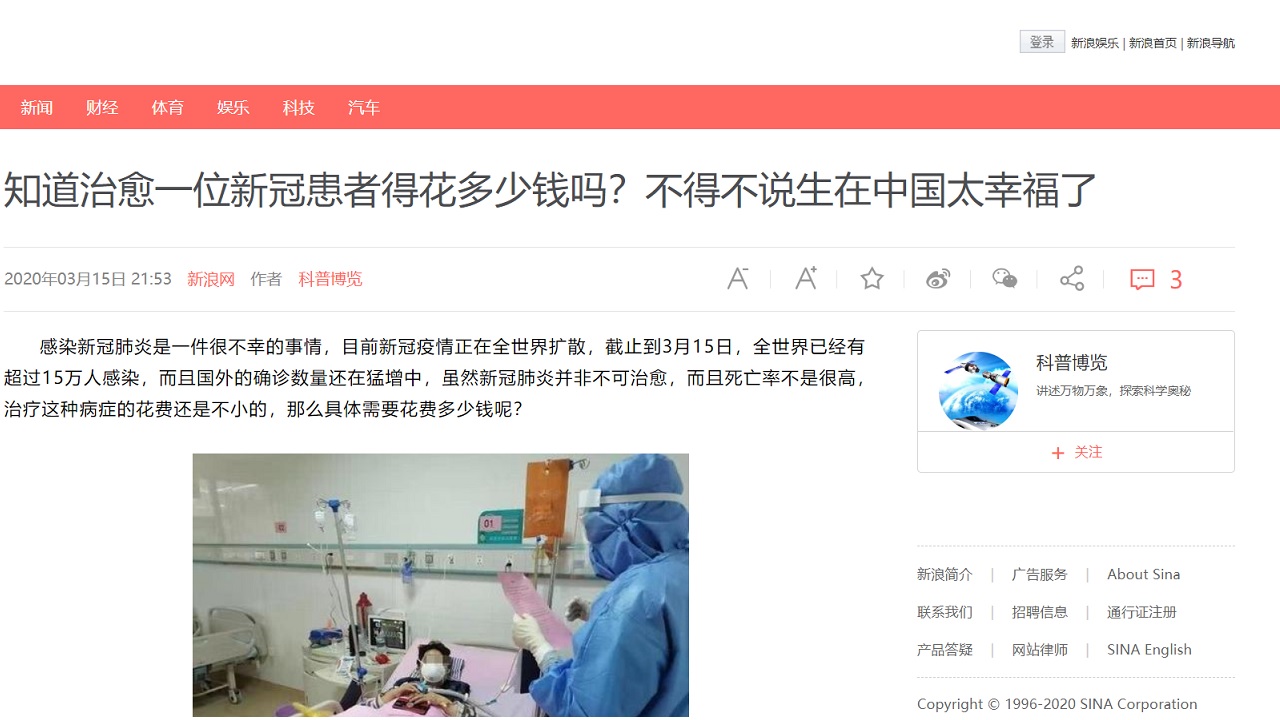 登录 新浪娱乐 | 新浪首页 | 新浪导航
新闻 财经 体育 娱乐 科技 汽车
知道治愈一位新冠患者得花多少钱吗？不得不说生在中国太幸福了
2020年03月15日 21:53 新浪网 作者 科普博览
A- A+ 3
感染新冠肺炎是一件很不幸的事情，目前新冠疫情正在全世界扩散，截止到3月15日，全世界已经有
超过15万人感染，而且国外的确诊数量还在猛增中，虽然新冠肺炎并非不可治愈，而且死亡率不是很高，
治疗这种病症的花费还是不小的，那么具体需要花费多少钱呢？
01
科普博览
讲述万物万象，探索科学奥秘
+ 关注
新浪简介 | 广告服务 | About Sina
联系我们 | 招聘信息 | 通行证注册
产品答疑 | 网站律师 | SINA English
Copyright © 1996-2020 SINA Corporation